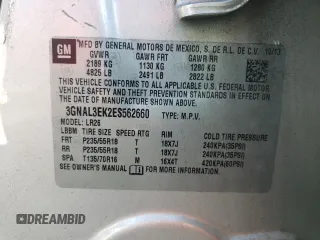 GM
MFD BY GENERAL MOTORS DE MEXICO, S. DE R.L. DE C.V. 10/13
GVWR GAWR FRT GAWR RR
2189 KG 1130 KG 1280 KG
4825 LB 2491 LB 2822 LB
THIS VEHICLE CONFORMS TO ALL APPLICABLE U.S. FEDERAL MOTOR VEHICLE SAFETY, AND THEFT PREVENTION STANDARDS IN EFFECT ON THE DATE OF MANUFACTURE SHOWN ABOVE.
3GNAL3EK2ES562660 TYPE: M.P.V.
MODEL: LR26
TIRE SIZE SPEED RTG RIM COLD TIRE PRESSURE
FRT P235/55R18 T 18X7J 240KPA(35PSI)
RR P235/55R18 T 18X7J 240KPA(35PSI)
SPA T135/70R16 M 16X4T 420KPA(60PSI)
SEE OWNER'S MANUAL FOR ADDITIONAL INFORMATION.
AUTOBIDMASTER